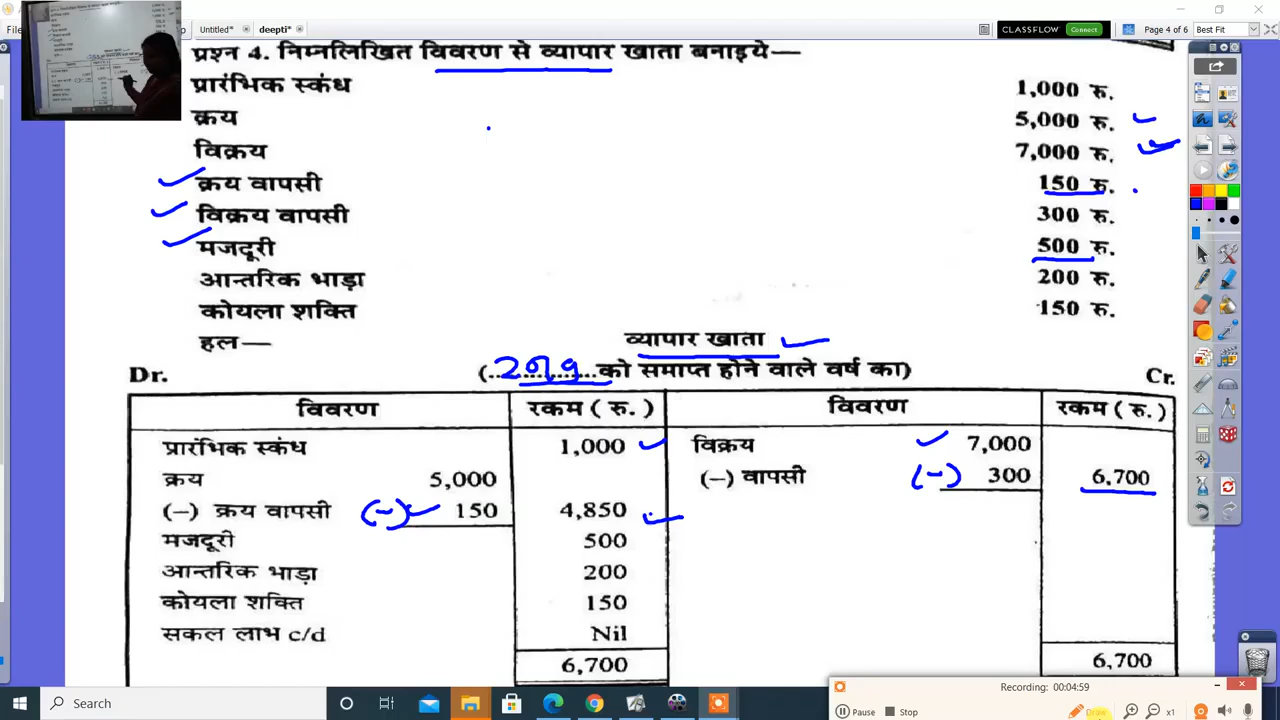 Untitled* deepti* CLASSFLOW Connect Page 4 of 6 Best Fit
प्रश्न 4. निम्नलिखित विवरण से व्यापार खाता बनाइये—
प्रारंभिक स्कंध 1,000 रु.
क्रय 5,000 रु.
विक्रय 7,000 रु.
क्रय वापसी 150 रु.
विक्रय वापसी 300 रु.
मजदूरी 500 रु.
आन्तरिक भाड़ा 200 रु.
कोयला शक्ति 150 रु.
हल— व्यापार खाता
Dr. (2019 को समाप्त होने वाले वर्ष का) Cr.
विवरण रकम ( रु. ) विवरण रकम ( रु. )
प्रारंभिक स्कंध 1,000 विक्रय 7,000
क्रय 5,000 (–) वापसी (-) 300 6,700
(–) क्रय वापसी (-) 150 4,850
मजदूरी 500
आन्तरिक भाड़ा 200
कोयला शक्ति 150
सकल लाभ c/d Nil
6,700 6,700
Recording: 00:04:59
Pause Stop Draw x1
Search